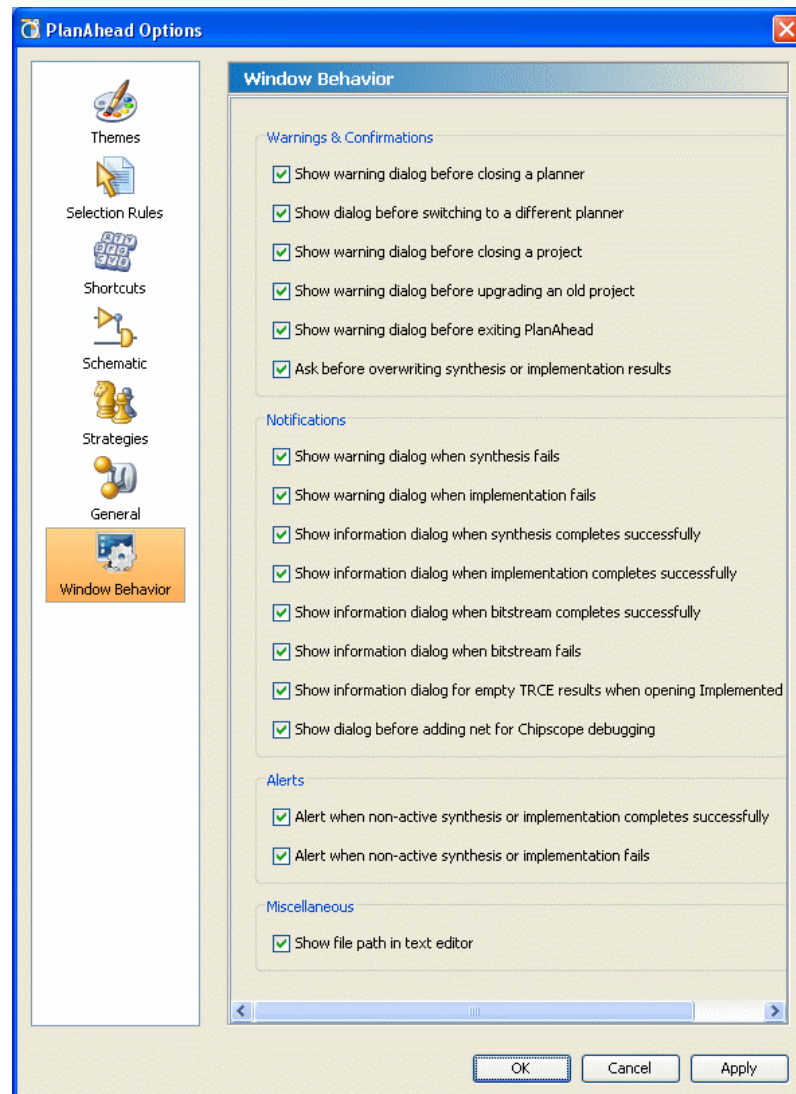 PlanAhead Options
Themes
Selection Rules
Shortcuts
Schematic
Strategies
General
Window Behavior
Window Behavior
Warnings & Confirmations
Show warning dialog before closing a planner
Show dialog before switching to a different planner
Show warning dialog before closing a project
Show warning dialog before upgrading an old project
Show warning dialog before exiting PlanAhead
Ask before overwriting synthesis or implementation results
Notifications
Show warning dialog when synthesis fails
Show warning dialog when implementation fails
Show information dialog when synthesis completes successfully
Show information dialog when implementation completes successfully
Show information dialog when bitstream completes successfully
Show information dialog when bitstream fails
Show information dialog for empty TRCE results when opening Implemented
Show dialog before adding net for Chipscope debugging
Alerts
Alert when non-active synthesis or implementation completes successfully
Alert when non-active synthesis or implementation fails
Miscellaneous
Show file path in text editor
OK Cancel Apply